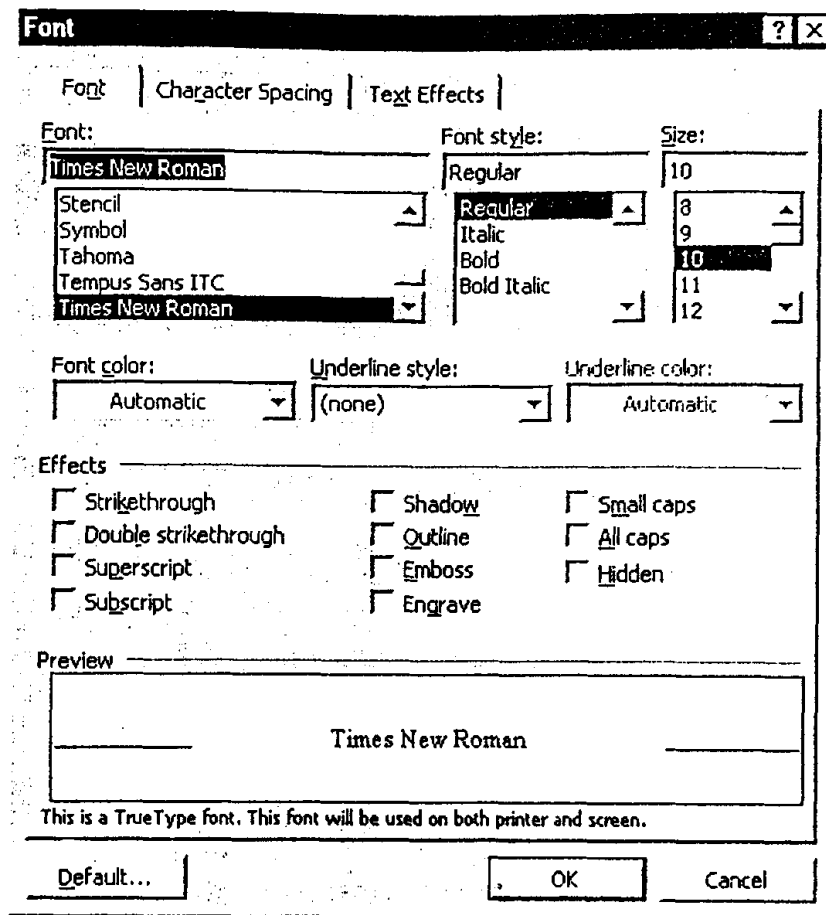 Font ? ×
Font Character Spacing Text Effects
Font: Font style: Size:
Times New Roman Regular 10
Stencil Regular 8
Symbol Italic 9
Tahoma Bold 10
Tempus Sans ITC Bold Italic 11
Times New Roman 12
Font color: Underline style: Underline color:
Automatic (none) Automatic
Effects
Strikethrough Shadow Small caps
Double strikethrough Outline All caps
Superscript Emboss Hidden
Subscript Engrave
Preview
Times New Roman
This is a TrueType font. This font will be used on both printer and screen.
Default... OK Cancel